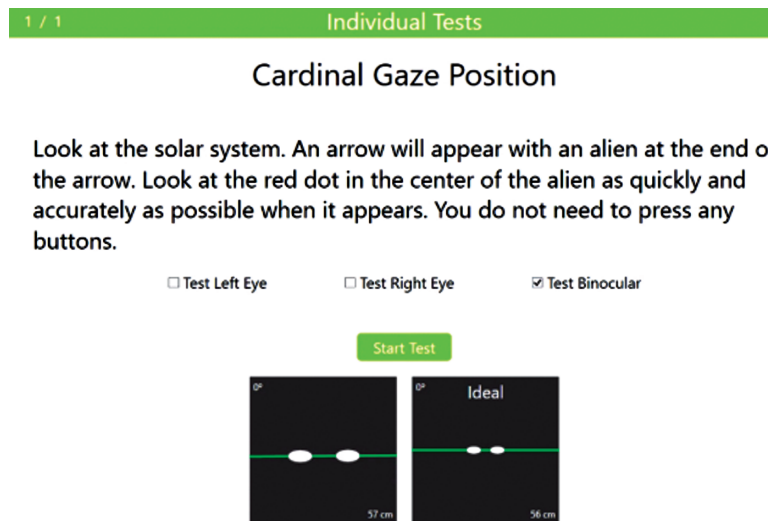 1 / 1
Individual Tests
Cardinal Gaze Position
Look at the solar system. An arrow will appear with an alien at the end o
the arrow. Look at the red dot in the center of the alien as quickly and
accurately as possible when it appears. You do not need to press any
buttons.
Test Left Eye
Test Right Eye
Test Binocular
Start Test
0°
0°
Ideal
57 cm
56 cm